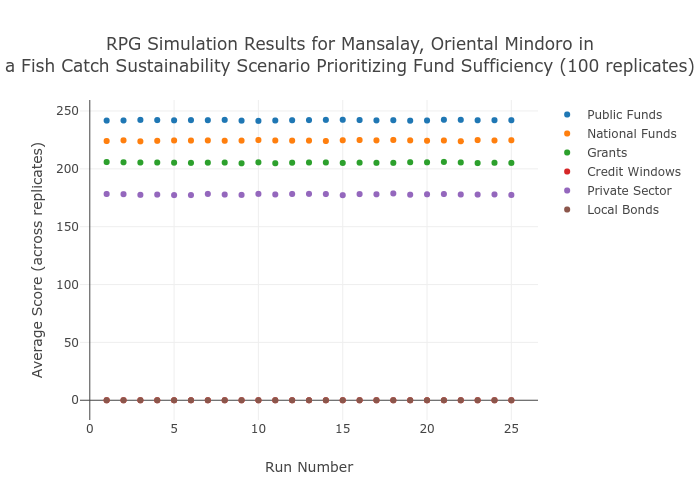 RPG Simulation Results for Mansalay, Oriental Mindoro in
a Fish Catch Sustainability Scenario Prioritizing Fund Sufficiency (100 replicates)
Average Score (across replicates)
250
200
150
100
50
0
0 5 10 15 20 25
Run Number
Public Funds
National Funds
Grants
Credit Windows
Private Sector
Local Bonds